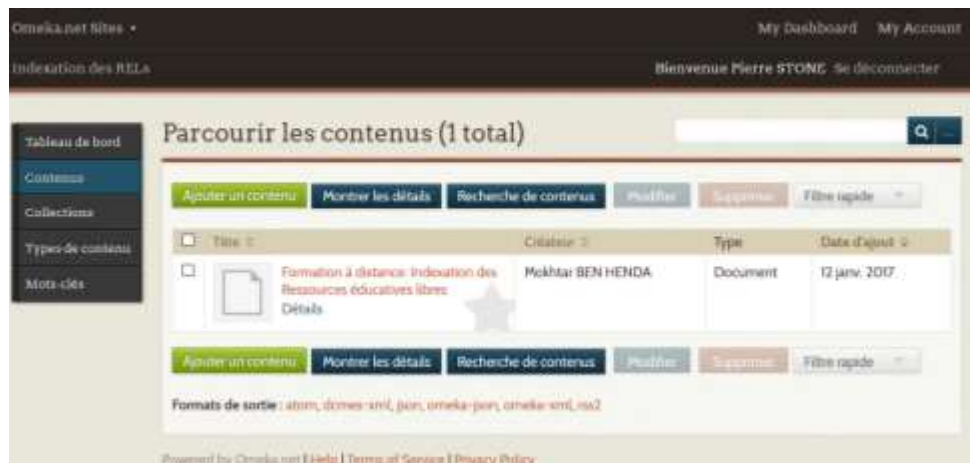 Omeka.net Sites
My Dashboard My Account
Indexation des RELs
Bienvenue Pierre STONE Se déconnecter
Tableau de bord
Contenus
Collections
Types de contenu
Mots-clés
Parcourir les contenus (1 total)
Ajouter un contenu Montrer les détails Recherche de contenus Modifier Supprimer Filtre rapide
Titre Créateur Type Date d'ajout
Formation à distance: Indexation des Mokhtar BEN HENDA Document 12 janv. 2017
Ressources éducatives libres
Détails
Ajouter un contenu Montrer les détails Recherche de contenus Modifier Supprimer Filtre rapide
Formats de sortie : atom, dcmes-xml, json, omeka-json, omeka-xml, rss2
Powered by Omeka.net | Help | Terms of Service | Privacy Policy